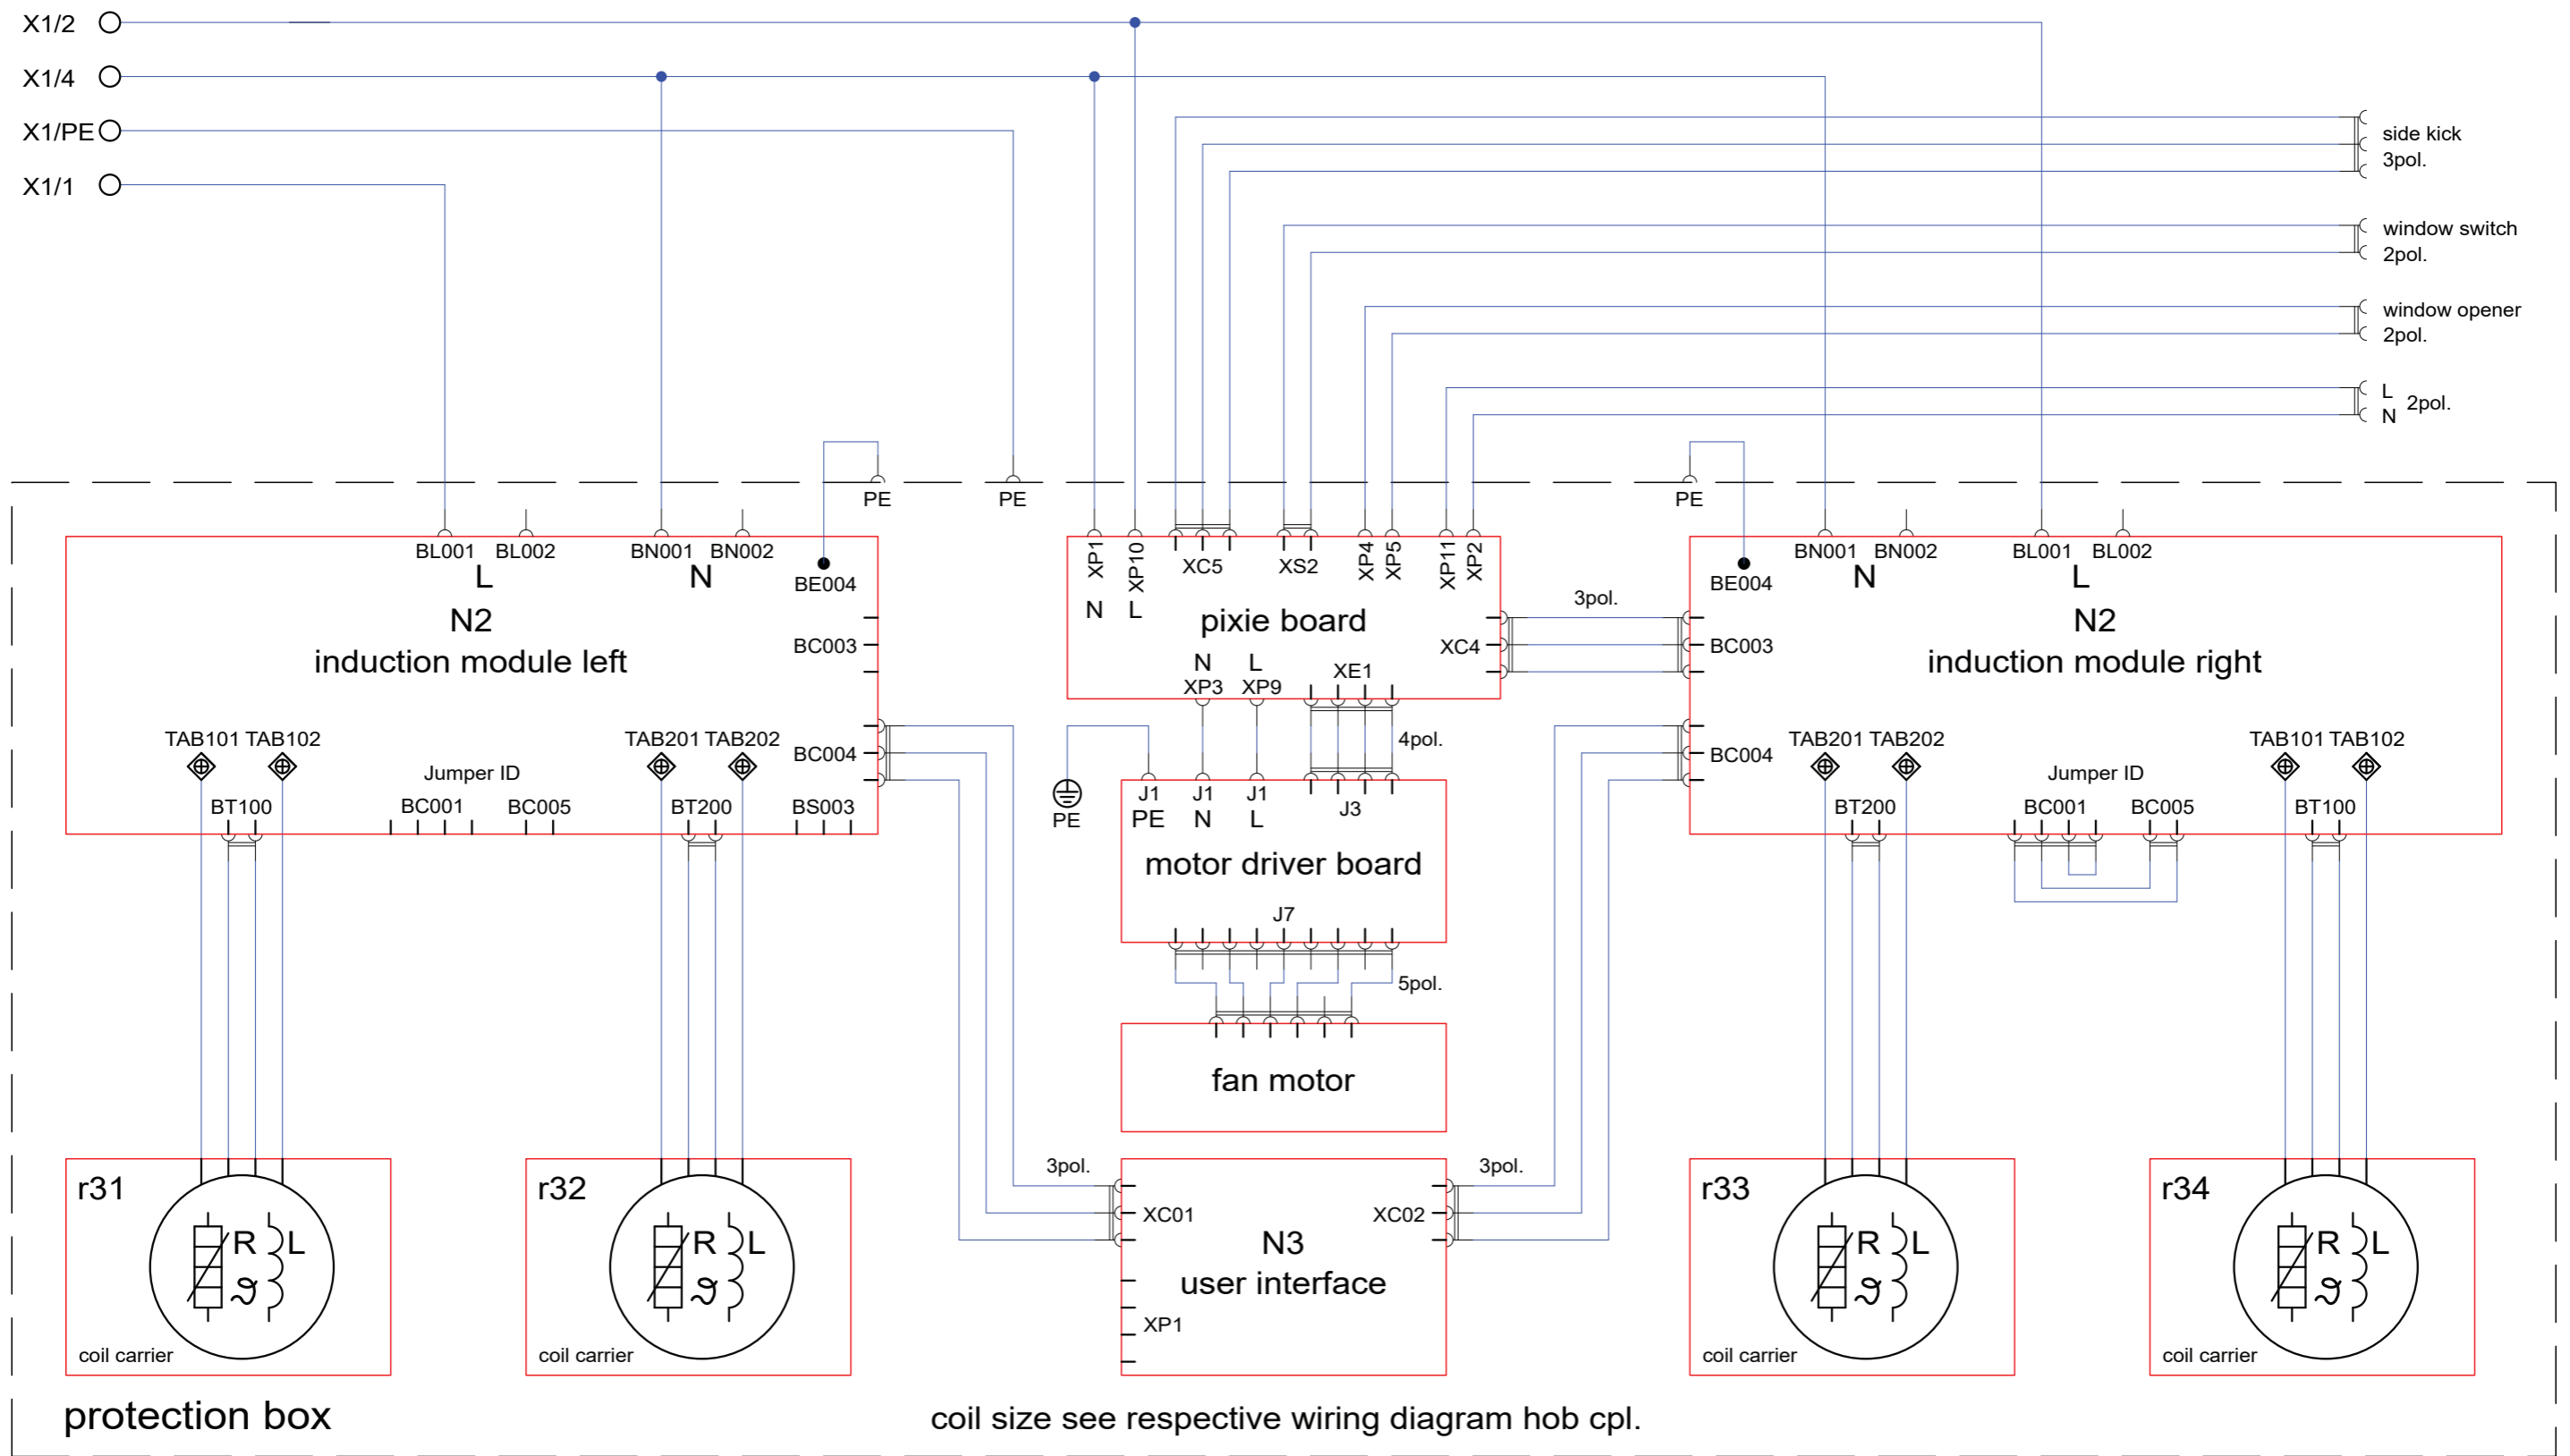 X1/2
X1/4
X1/PE
X1/1
side kick
3pol.
window switch
2pol.
window opener
2pol.
L
N
2pol.
PE
PE
PE
BL001 BL002 BN001 BN002
L N
BE004
N2
induction module left
BC003
BC004
TAB101 TAB102
TAB201 TAB202
Jumper ID
BT100 BC001 BC005 BT200 BS003
XP1 XP10 XC5 XS2 XP4 XP5 XP11 XP2
N L
pixie board
XC4
N L
XP3 XP9
XE1
3pol.
4pol.
PE
J1 J1 J1 J3
PE N L
motor driver board
J7
5pol.
fan motor
BN001 BN002 BL001 BL002
N L
BE004
N2
induction module right
BC003
BC004
TAB201 TAB202
TAB101 TAB102
Jumper ID
BT200 BC001 BC005 BT100
3pol.
3pol.
XC01
XC02
N3
user interface
XP1
r31
R L
ϑ
coil carrier
r32
R L
ϑ
coil carrier
r33
R L
ϑ
coil carrier
r34
R L
ϑ
coil carrier
protection box
coil size see respective wiring diagram hob cpl.